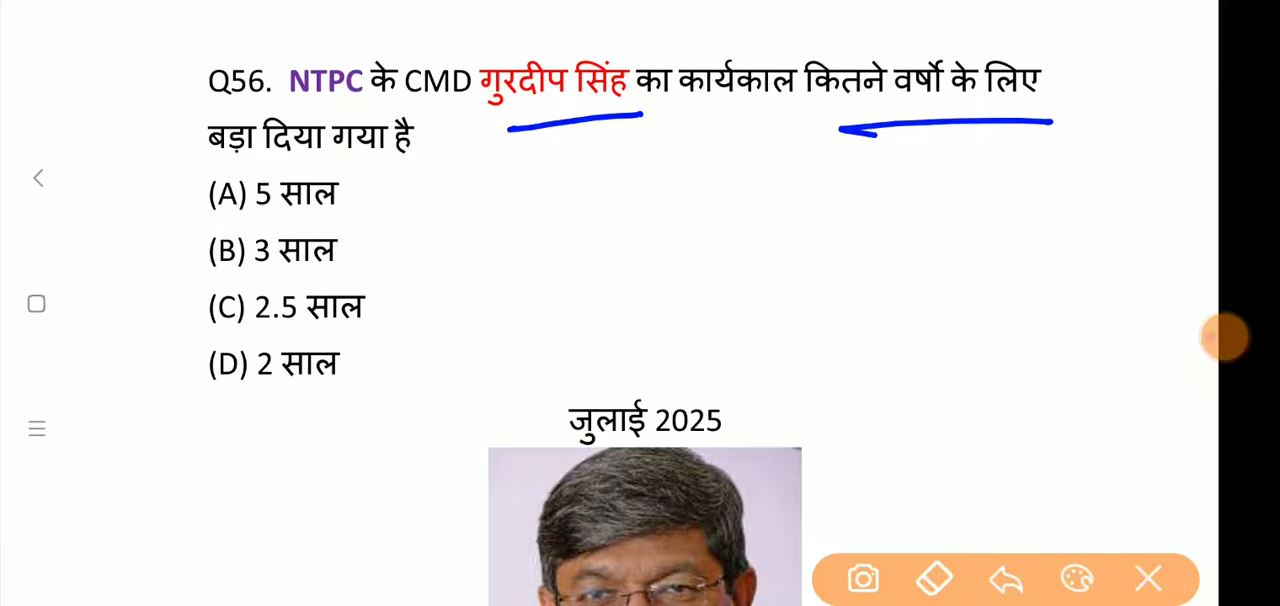 Q56. NTPC के CMD गुरदीप सिंह का कार्यकाल कितने वर्षो के लिए
बड़ा दिया गया है
(A) 5 साल
(B) 3 साल
(C) 2.5 साल
(D) 2 साल
जुलाई 2025